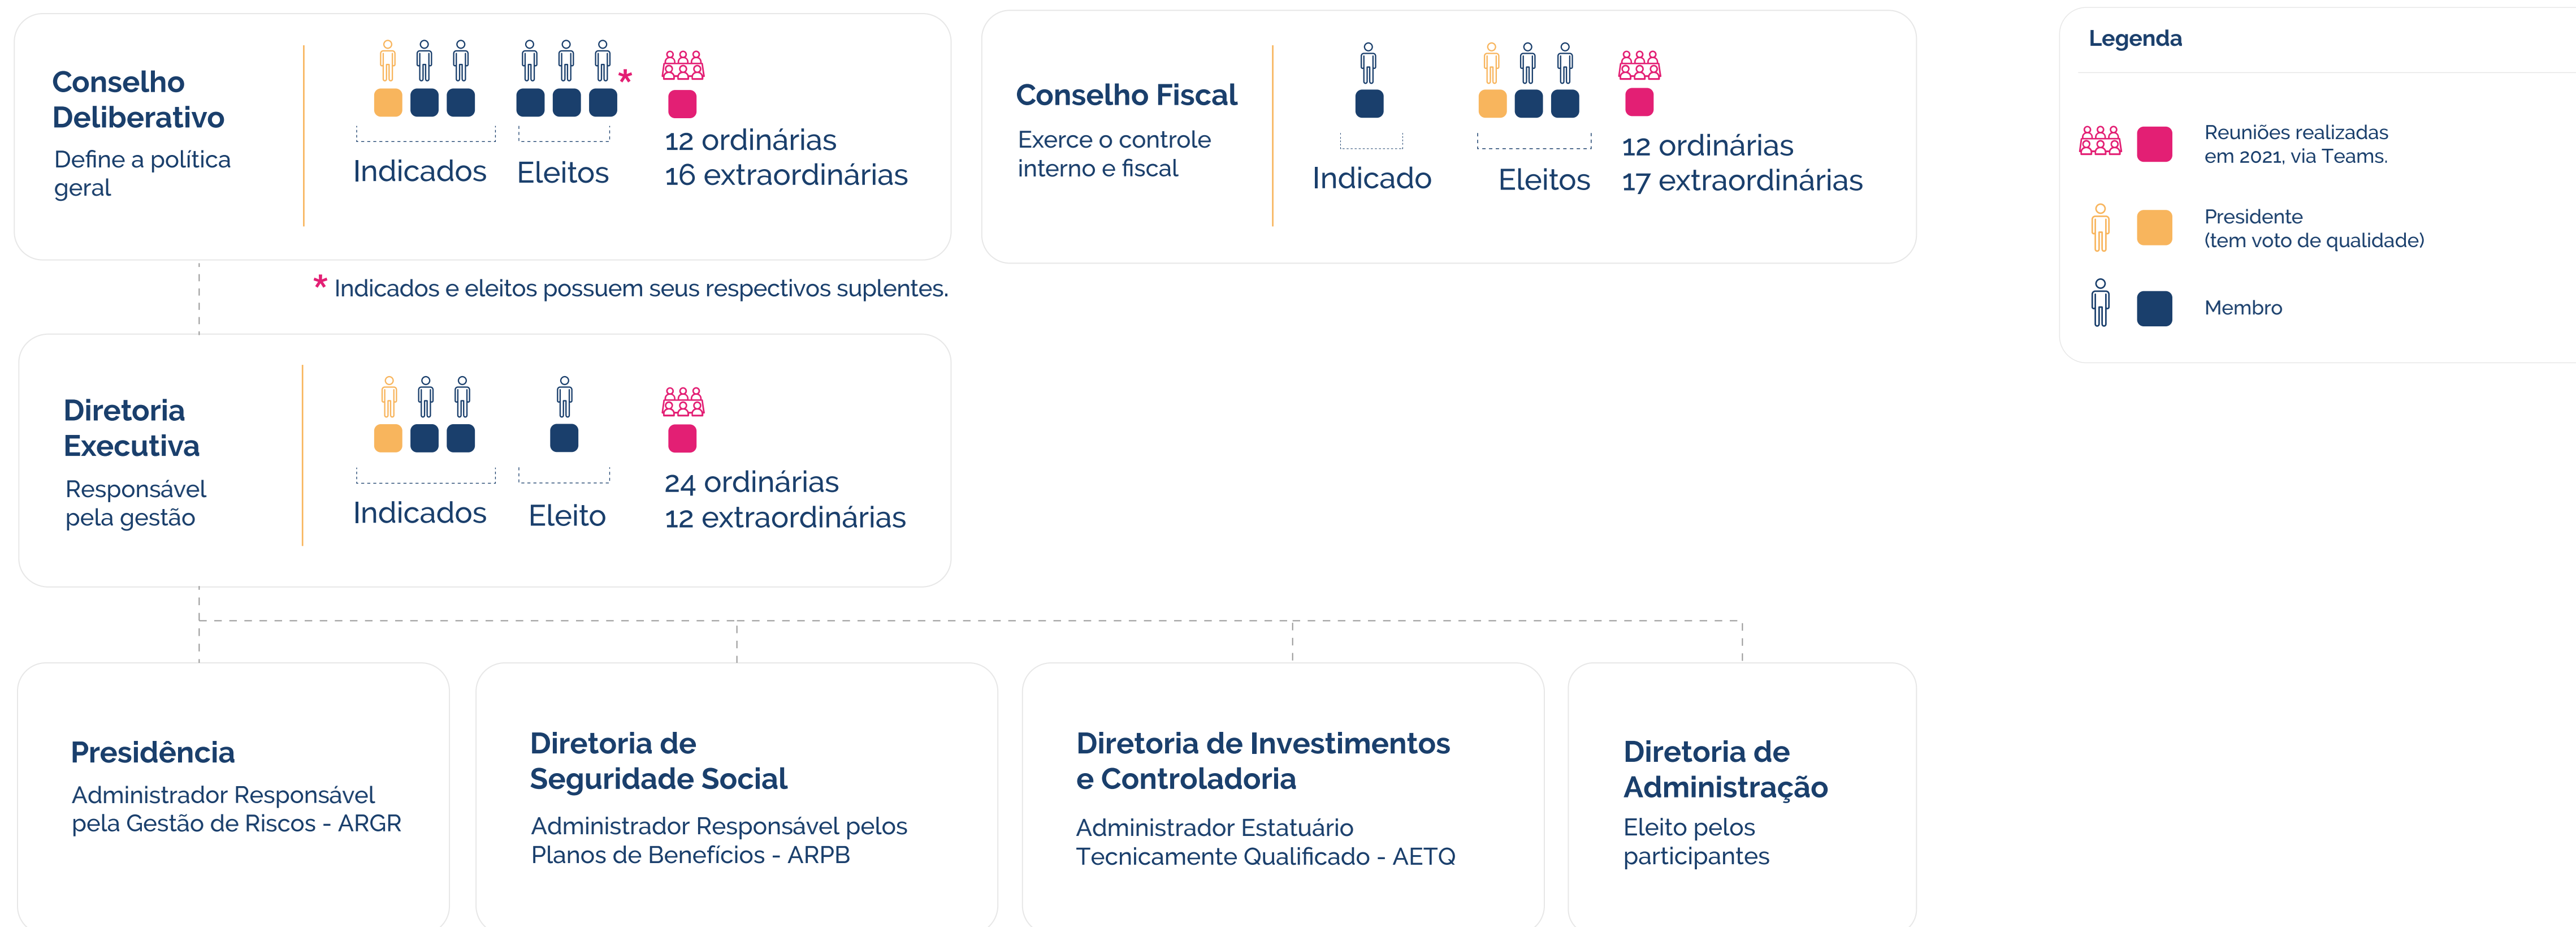 Conselho
Deliberativo
Define a política
geral
Indicados
Eleitos
*
12 ordinárias
16 extraordinárias
* Indicados e eleitos possuem seus respectivos suplentes.
Conselho Fiscal
Exerce o controle
interno e fiscal
Indicado
Eleitos
12 ordinárias
17 extraordinárias
Legenda
Reuniões realizadas
em 2021, via Teams.
Presidente
(tem voto de qualidade)
Membro
Diretoria
Executiva
Responsável
pela gestão
Indicados
Eleito
24 ordinárias
12 extraordinárias
Presidência
Administrador Responsável
pela Gestão de Riscos - ARGR
Diretoria de
Seguridade Social
Administrador Responsável pelos
Planos de Benefícios - ARPB
Diretoria de Investimentos
e Controladoria
Administrador Estatuário
Tecnicamente Qualificado - AETQ
Diretoria de
Administração
Eleito pelos
participantes